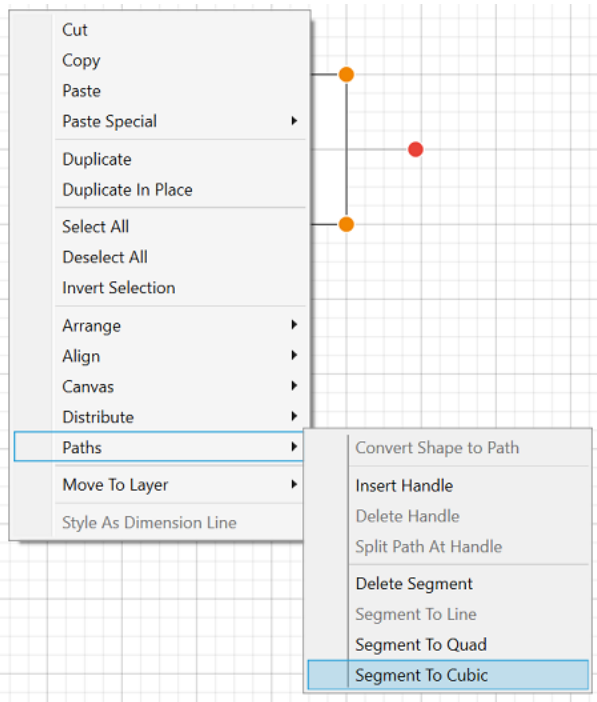 Cut
Copy
Paste
Paste Special
Duplicate
Duplicate In Place
Select All
Deselect All
Invert Selection
Arrange
Align
Canvas
Distribute
Paths
Move To Layer
Style As Dimension Line
Convert Shape to Path
Insert Handle
Delete Handle
Split Path At Handle
Delete Segment
Segment To Line
Segment To Quad
Segment To Cubic